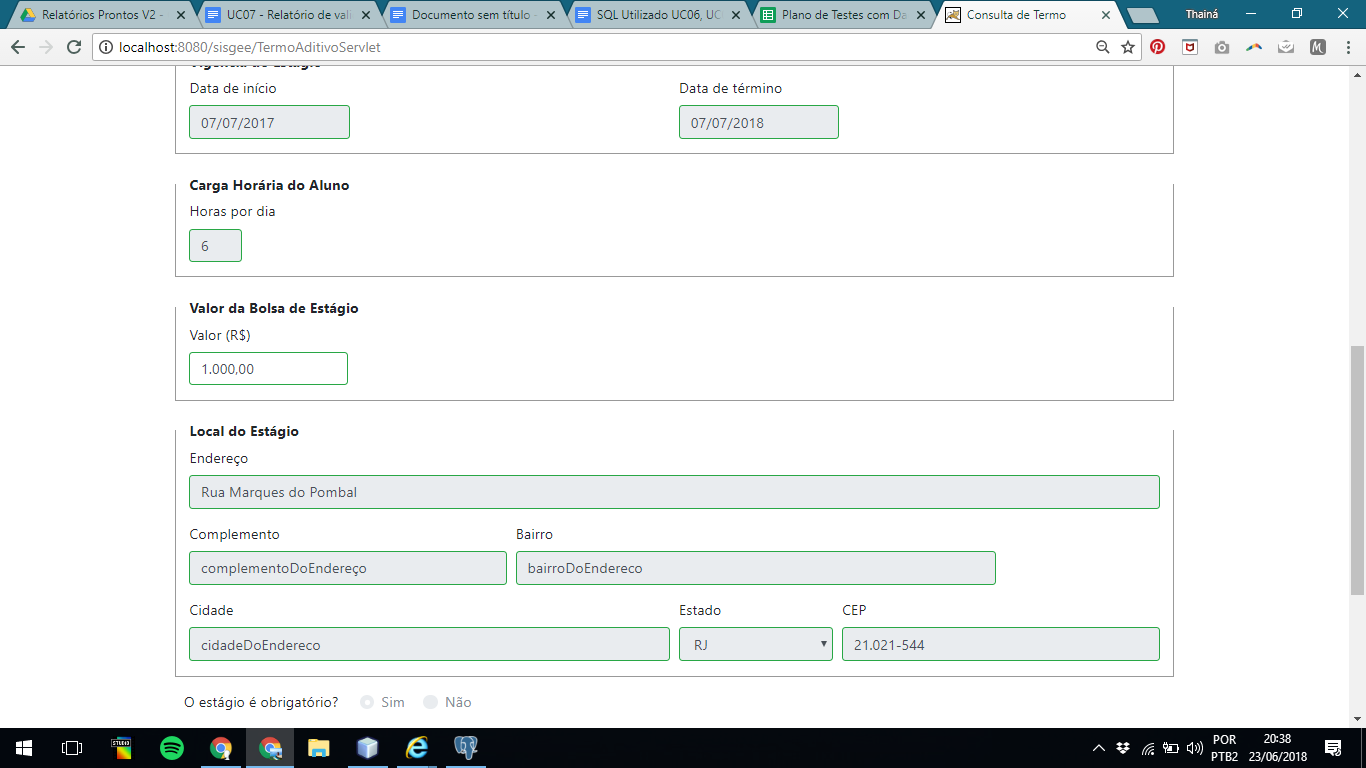 Relatórios Prontos V2 -
UC07 - Relatório de vali
Documento sem título -
SQL Utilizado UC06, UC
Plano de Testes com Da
Consulta de Termo
Thainá
localhost:8080/sisgee/TermoAditivoServlet
Vigência do Estágio
Data de início
Data de término
07/07/2017
07/07/2018
Carga Horária do Aluno
Horas por dia
6
Valor da Bolsa de Estágio
Valor (R$)
1.000,00
Local do Estágio
Endereço
Rua Marques do Pombal
Complemento
Bairro
complementoDoEndereço
bairroDoEndereco
Cidade
Estado
CEP
cidadeDoEndereco
RJ
21.021-544
O estágio é obrigatório?
Sim
Não
STUDIO
POR
PTB2
20:38
23/06/2018